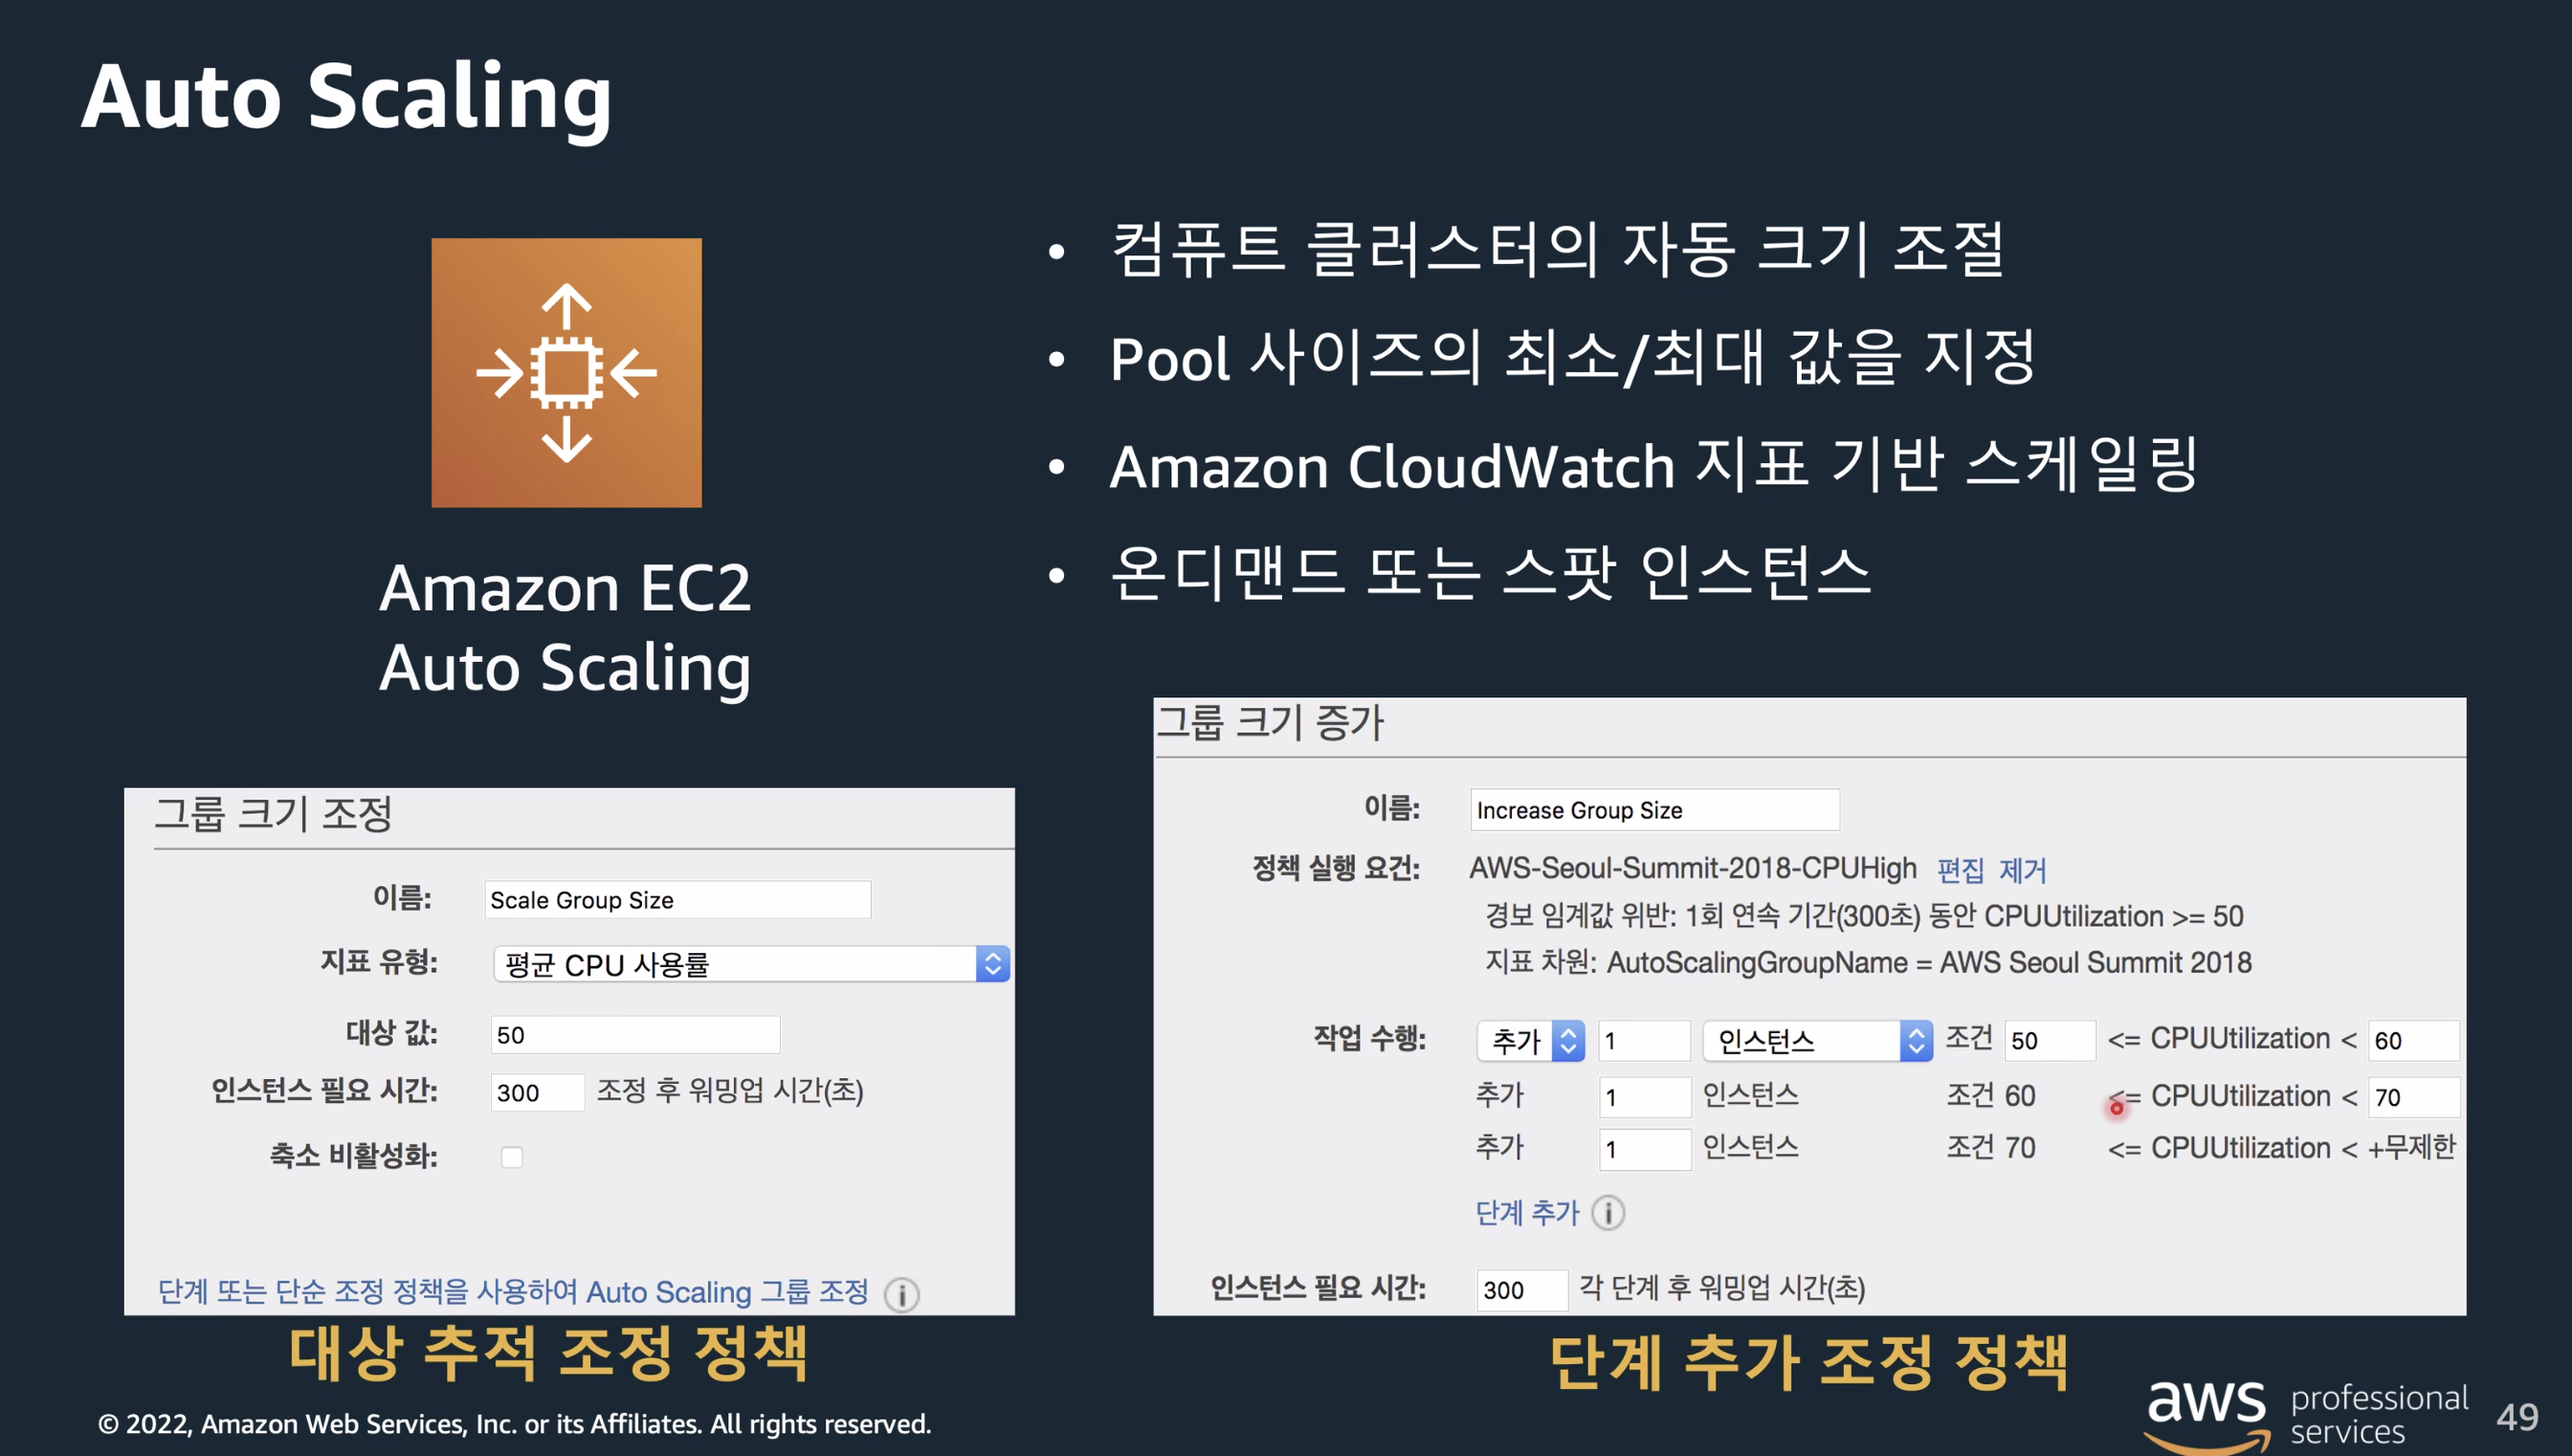 Auto Scaling
Amazon EC2
Auto Scaling
• 컴퓨트 클러스터의 자동 크기 조절
• Pool 사이즈의 최소/최대 값을 지정
• Amazon CloudWatch 지표 기반 스케일링
• 온디맨드 또는 스팟 인스턴스
그룹 크기 조정
이름: Scale Group Size
지표 유형: 평균 CPU 사용률
대상 값: 50
인스턴스 필요 시간: 300 조정 후 워밍업 시간(초)
축소 비활성화:
단계 또는 단순 조정 정책을 사용하여 Auto Scaling 그룹 조정 i
대상 추적 조정 정책
그룹 크기 증가
이름: Increase Group Size
정책 실행 요건: AWS-Seoul-Summit-2018-CPUHigh 편집 제거
경보 임계값 위반: 1회 연속 기간(300초) 동안 CPUUtilization >= 50
지표 차원: AutoScalingGroupName = AWS Seoul Summit 2018
작업 수행: 추가 1 인스턴스 조건 50 <= CPUUtilization < 60
추가 1 인스턴스 조건 60 <= CPUUtilization < 70
추가 1 인스턴스 조건 70 <= CPUUtilization < +무제한
단계 추가 i
인스턴스 필요 시간: 300 각 단계 후 워밍업 시간(초)
단계 추가 조정 정책
© 2022, Amazon Web Services, Inc. or its Affiliates. All rights reserved.
aws professional services
49